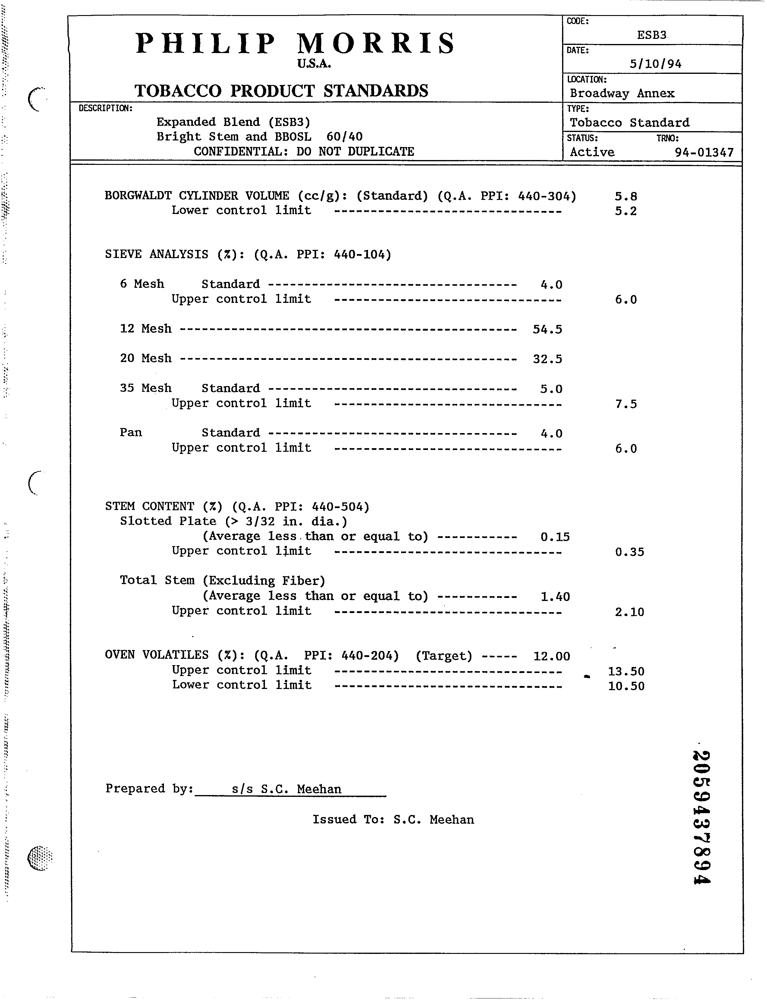 PHILIP MORRIS
U.S.A.
TOBACCO PRODUCT STANDARDS
CODE:
ESB3
DATE:
5/10/94
LOCATION:
Broadway Annex
DESCRIPTION:
Expanded Blend (ESB3)
Bright Stem and BBOSL 60/40
CONFIDENTIAL: DO NOT DUPLICATE
TYPE:
Tobacco Standard
STATUS: TRNO:
Active 94-01347
BORGWALDT CYLINDER VOLUME (cc/g): (Standard) (Q.A. PPI: 440-304) 5.8
Lower control limit ------------------------------- 5.2
SIEVE ANALYSIS (%): (Q.A. PPI: 440-104)
6 Mesh Standard ---------------------------------- 4.0
Upper control limit ------------------------------- 6.0
12 Mesh ---------------------------------------------- 54.5
20 Mesh ---------------------------------------------- 32.5
35 Mesh Standard ---------------------------------- 5.0
Upper control limit ------------------------------- 7.5
Pan Standard ---------------------------------- 4.0
Upper control limit ------------------------------- 6.0
STEM CONTENT (%) (Q.A. PPI: 440-504)
Slotted Plate (> 3/32 in. dia.)
(Average less than or equal to) ----------- 0.15
Upper control limit ------------------------------- 0.35
Total Stem (Excluding Fiber)
(Average less than or equal to) ----------- 1.40
Upper control limit ------------------------------- 2.10
OVEN VOLATILES (%): (Q.A. PPI: 440-204) (Target) ----- 12.00
Upper control limit ------------------------------- 13.50
Lower control limit ------------------------------- 10.50
Prepared by: s/s S.C. Meehan
Issued To: S.C. Meehan
2059437894